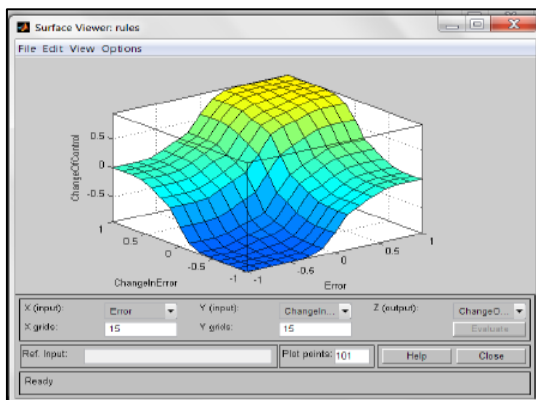 Surface Viewer: rules
File Edit View Options
ChangeOfControl
0.5
0
-0.5
1
0.5
0
-0.5
-1
ChangeInError
-1
-0.5
0
0.5
1
Error
X (input): Error Y (input): ChangeIn... Z (output): ChangeO...
X grids: 15 Y grids: 15 Evaluate
Ref. Input: Plot points: 101 Help Close
Ready